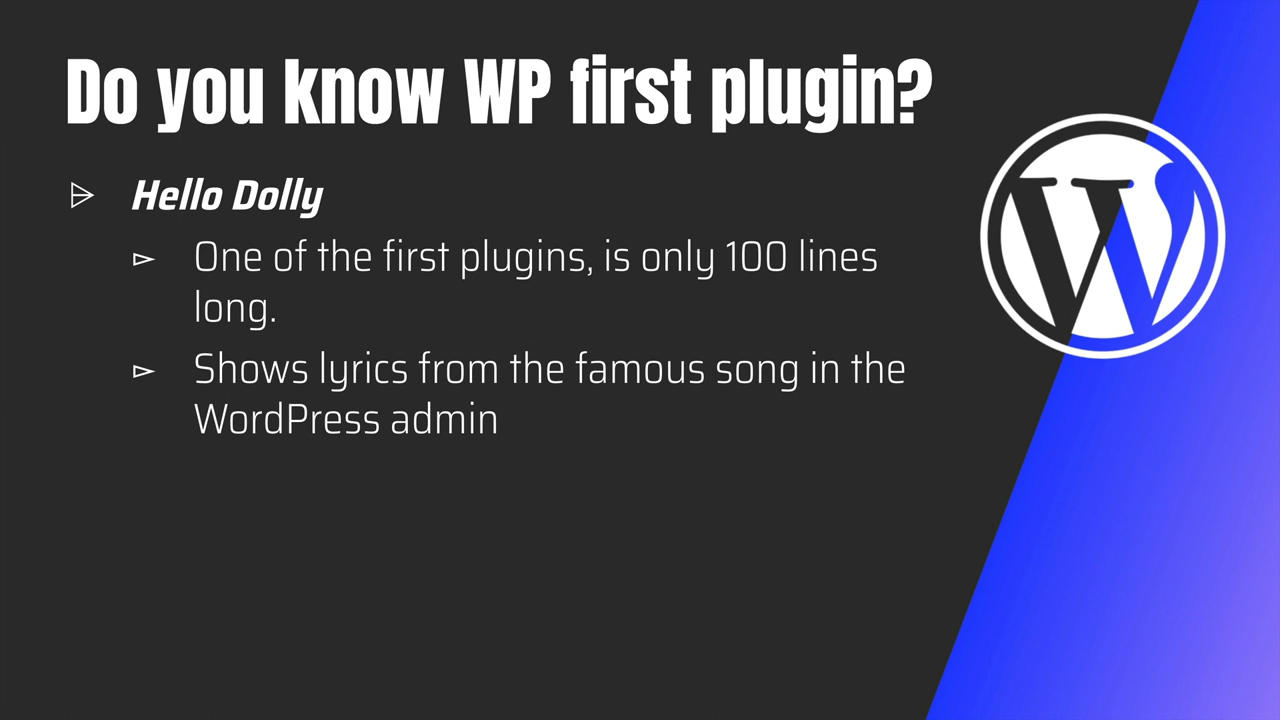 Do you know WP first plugin?
Hello Dolly
One of the first plugins, is only 100 lines
long.
Shows lyrics from the famous song in the
WordPress admin